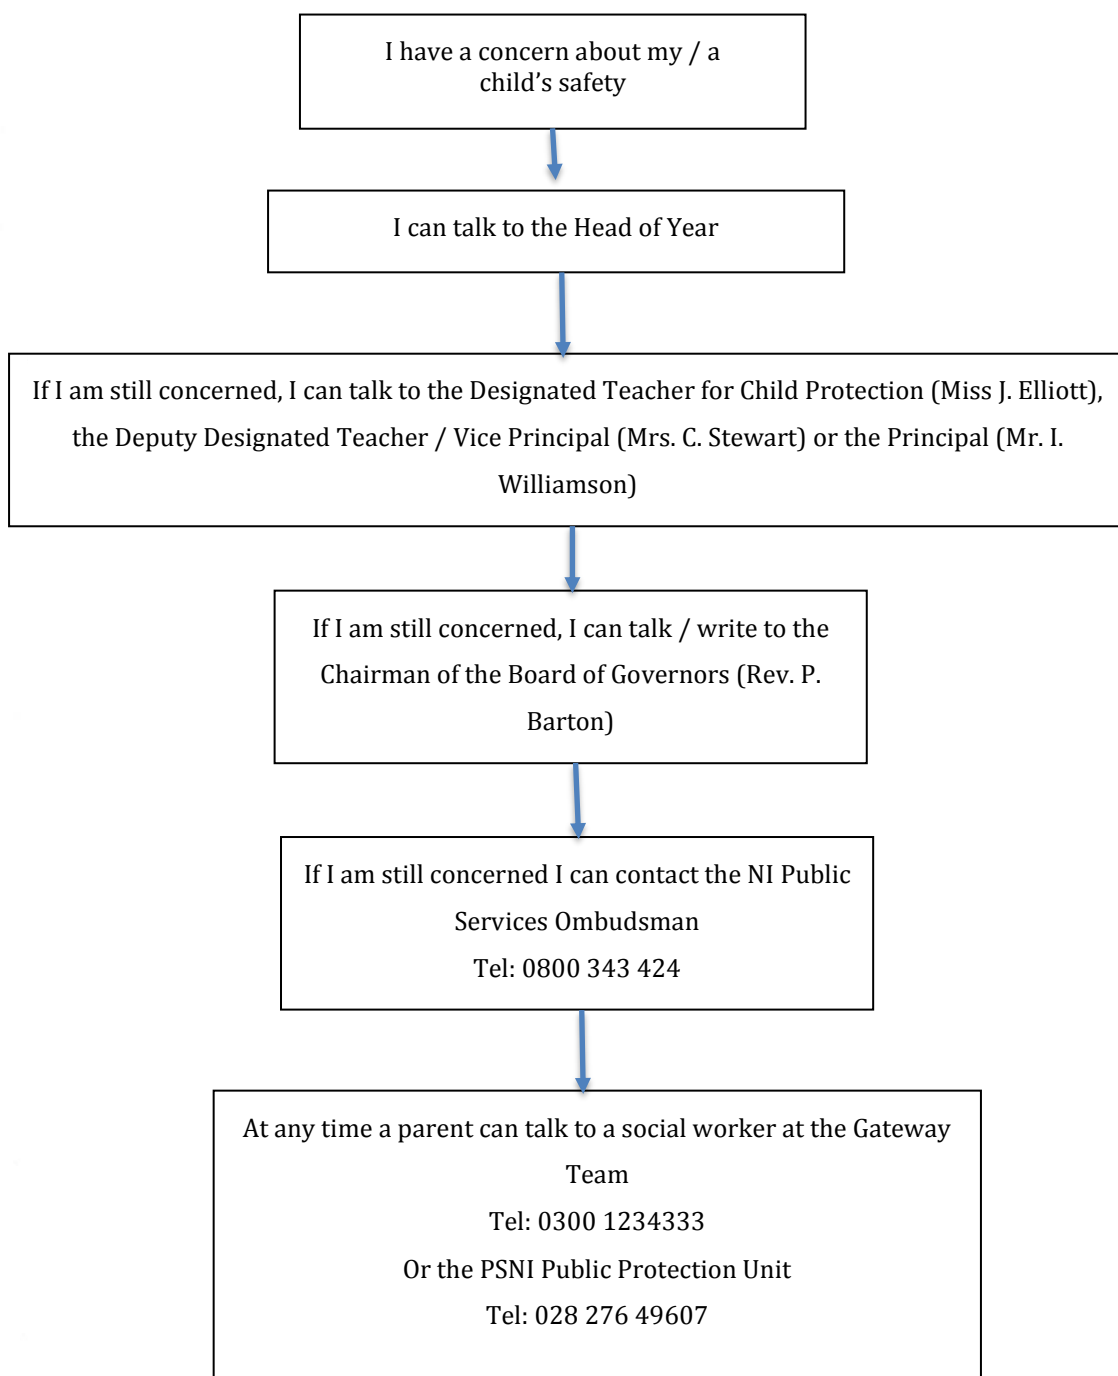 I have a concern about my / a
child’s safety
I can talk to the Head of Year
If I am still concerned, I can talk to the Designated Teacher for Child Protection (Miss J. Elliott),
the Deputy Designated Teacher / Vice Principal (Mrs. C. Stewart) or the Principal (Mr. I.
Williamson)
If I am still concerned, I can talk / write to the
Chairman of the Board of Governors (Rev. P.
Barton)
If I am still concerned I can contact the NI Public
Services Ombudsman
Tel: 0800 343 424
At any time a parent can talk to a social worker at the Gateway
Team
Tel: 0300 1234333
Or the PSNI Public Protection Unit
Tel: 028 276 49607